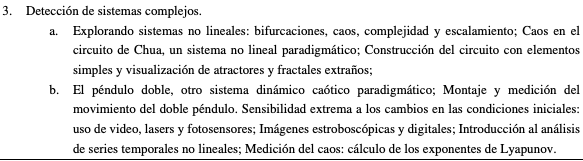 3. Detección de sistemas complejos.
a. Explorando sistemas no lineales: bifurcaciones, caos, complejidad y escalamiento; Caos en el
circuito de Chua, un sistema no lineal paradigmático; Construcción del circuito con elementos
simples y visualización de atractores y fractales extraños;
b. El péndulo doble, otro sistema dinámico caótico paradigmático; Montaje y medición del
movimiento del doble péndulo. Sensibilidad extrema a los cambios en las condiciones iniciales:
uso de video, lasers y fotosensores; Imágenes estroboscópicas y digitales; Introducción al análisis
de series temporales no lineales; Medición del caos: cálculo de los exponentes de Lyapunov.